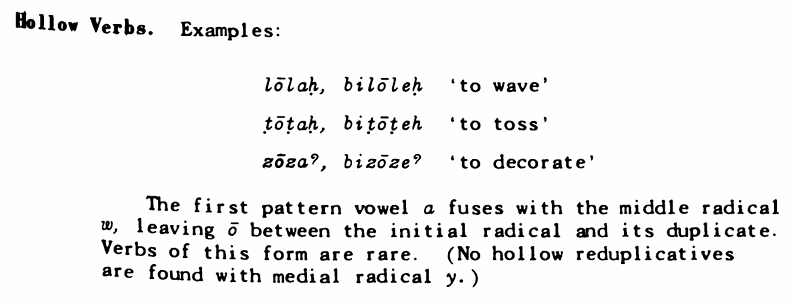 Hollow Verbs. Examples:
lōlaḥ, bilōleḥ 'to wave'
ṭōṭaḥ, biṭōṭeh 'to toss'
zōzaˀ, bizōzeˀ 'to decorate'
The first pattern vowel a fuses with the middle radical
w, leaving ō between the initial radical and its duplicate.
Verbs of this form are rare. (No hollow reduplicatives
are found with medial radical y.)